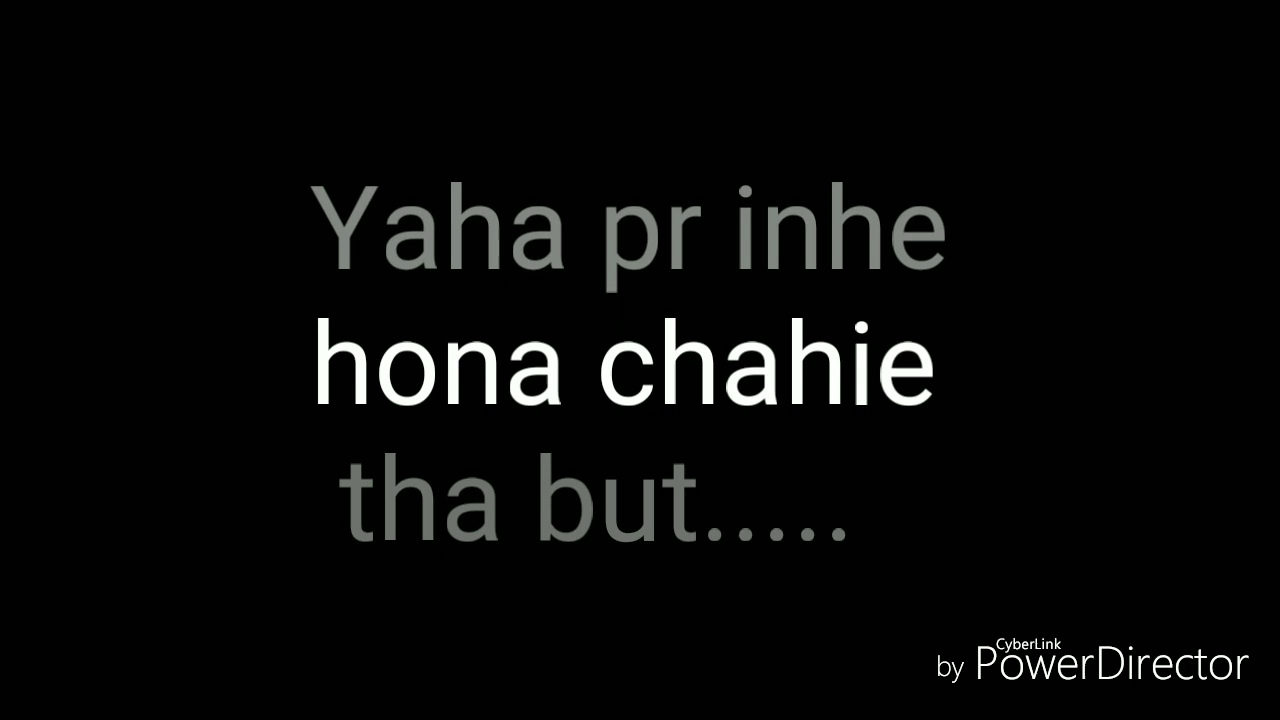 Yaha pr inhe
hona chahie
tha but.....
CyberLink
by PowerDirector